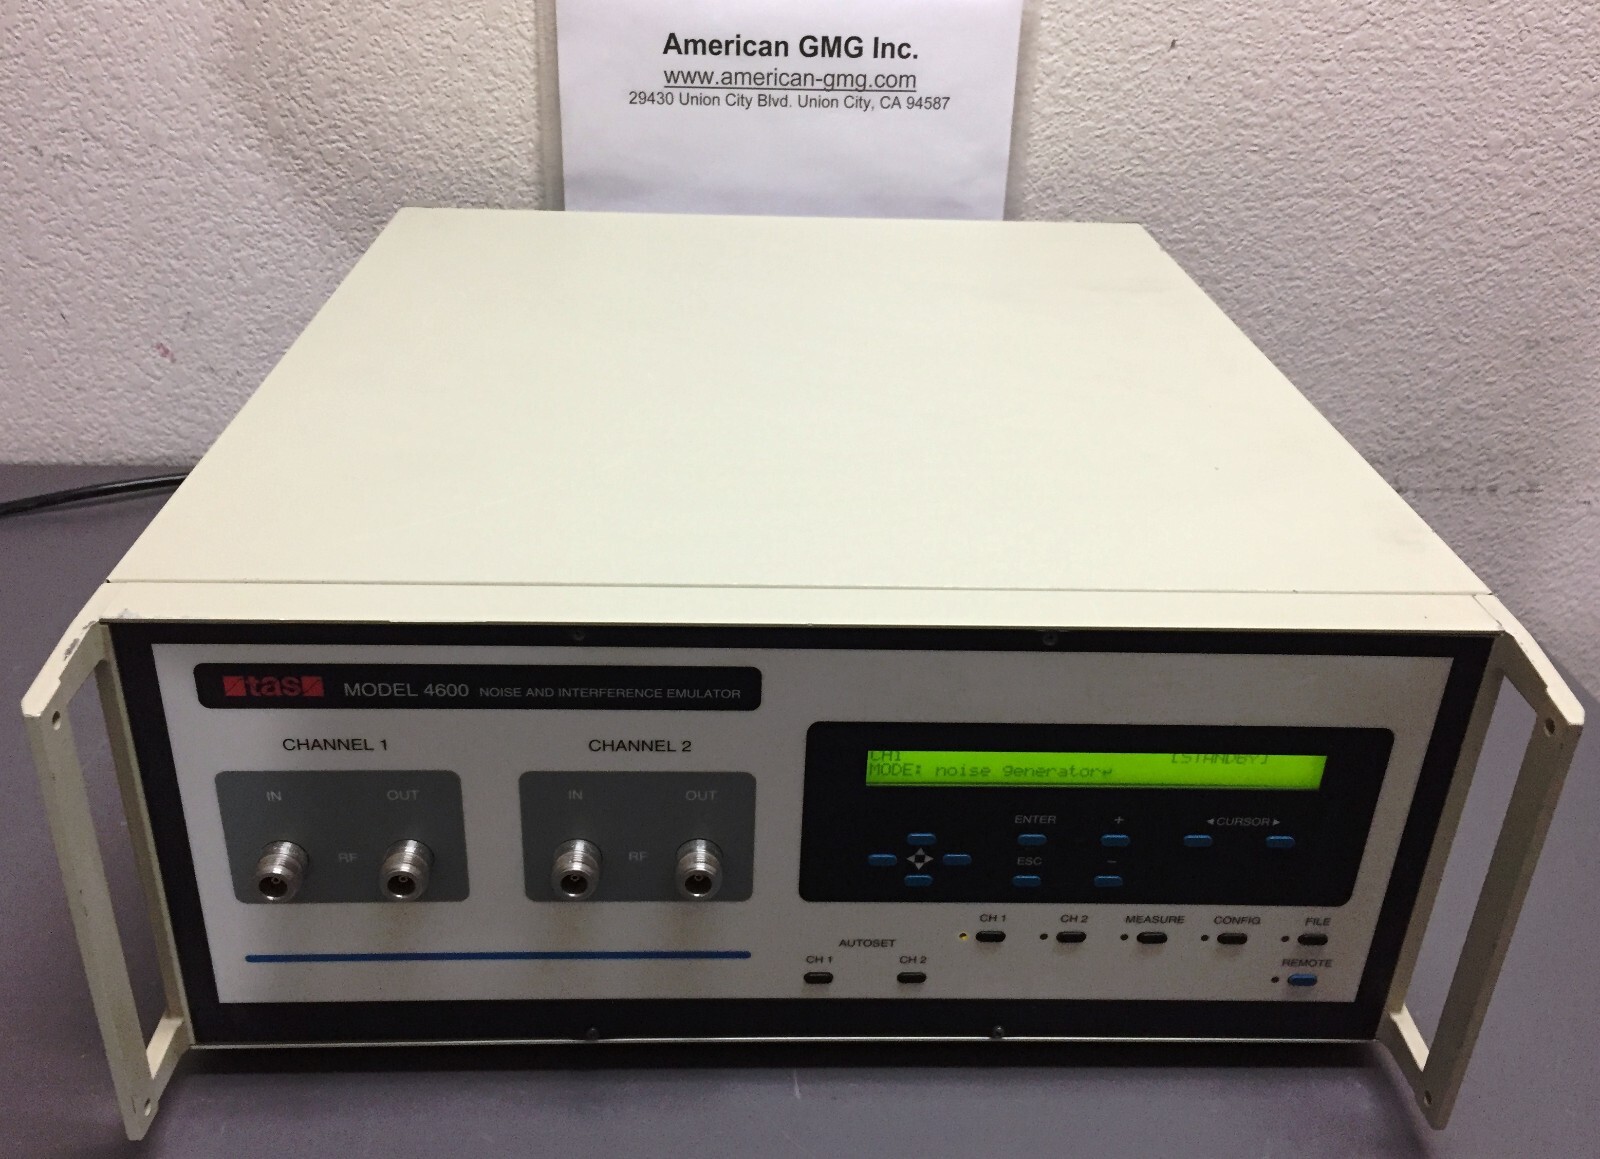 American GMG Inc.
www.american-gmg.com
29430 Union City Blvd. Union City, CA 94587
tas MODEL 4600 NOISE AND INTERFERENCE EMULATOR
CHANNEL 1 CHANNEL 2
IN OUT IN OUT
RF RF
CH1 [STANDBY]
MODE: noise generator
ENTER + ◄CURSOR►
ESC −
CH 1 CH 2 MEASURE CONFIG FILE
AUTOSET
CH 1 CH 2 REMOTE